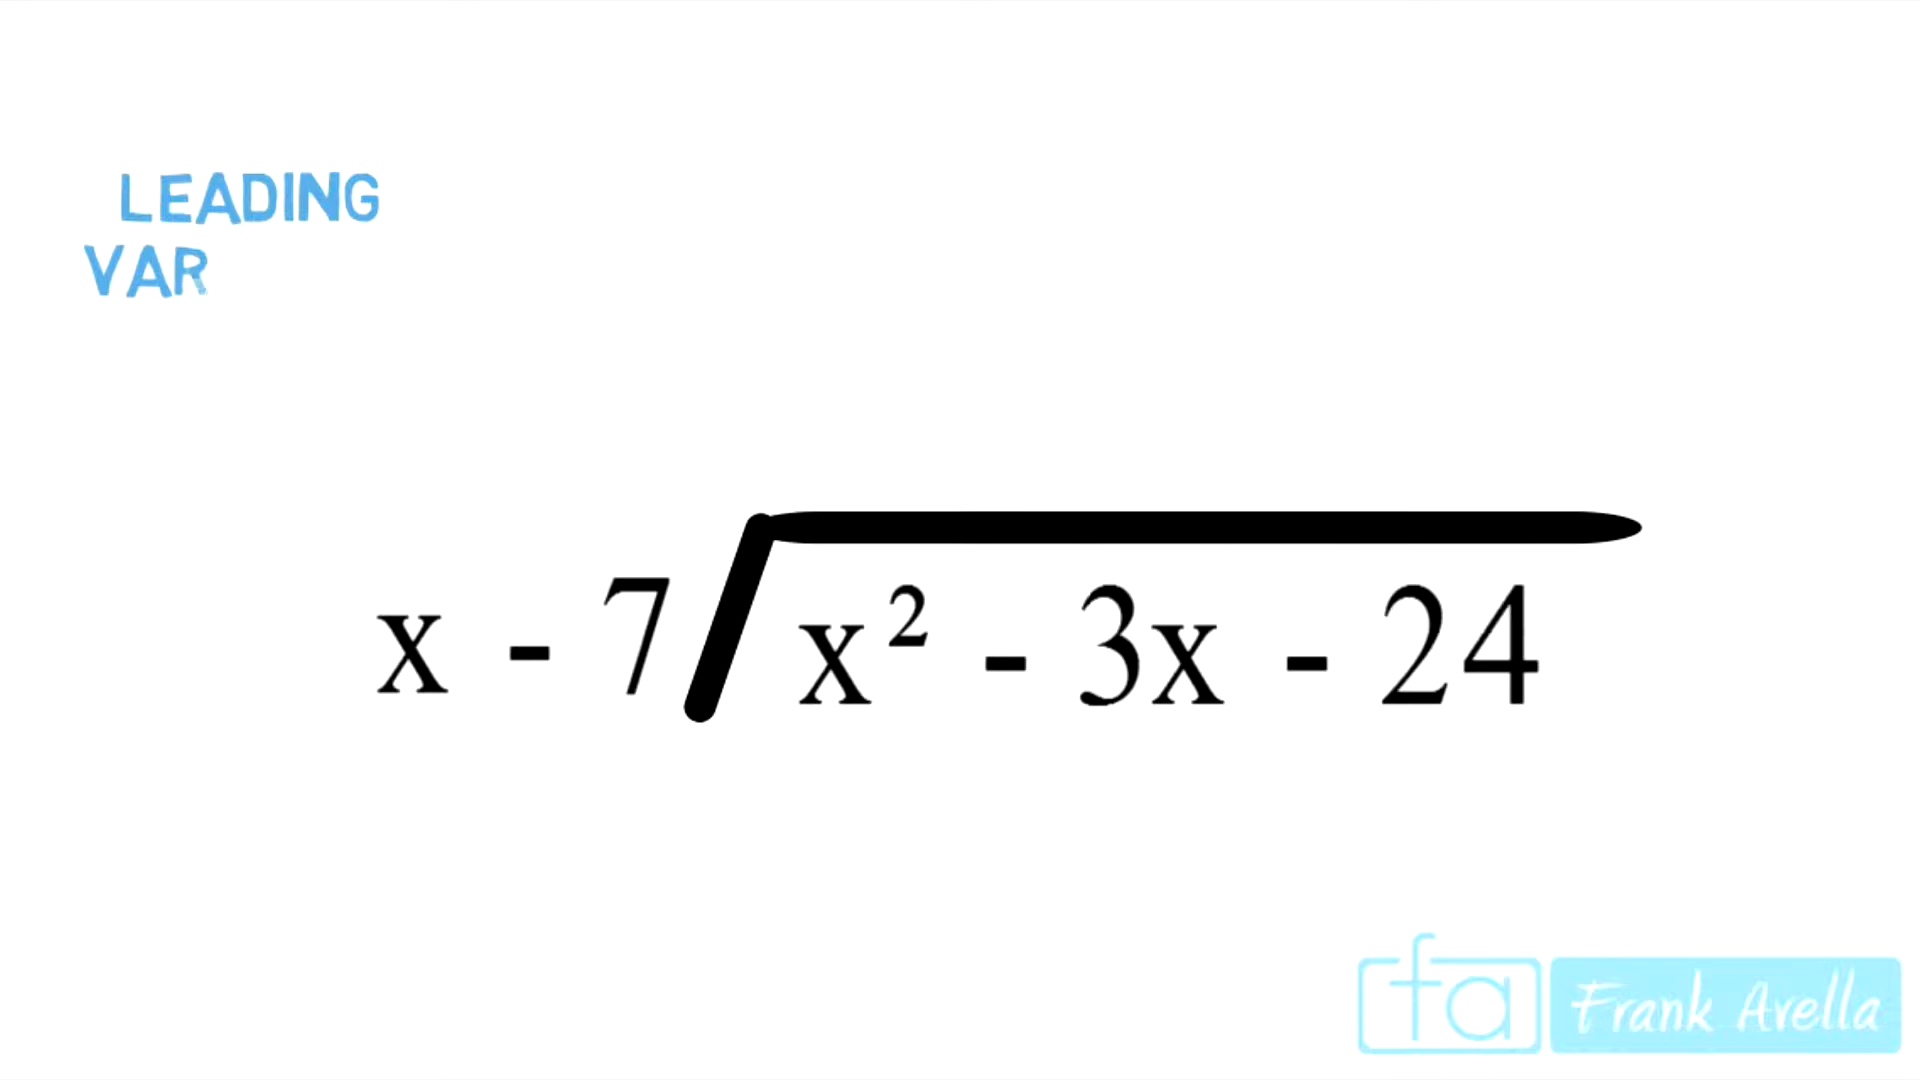 LEADING
VAR
x - 7 x² - 3x - 24
fa Frank Avella